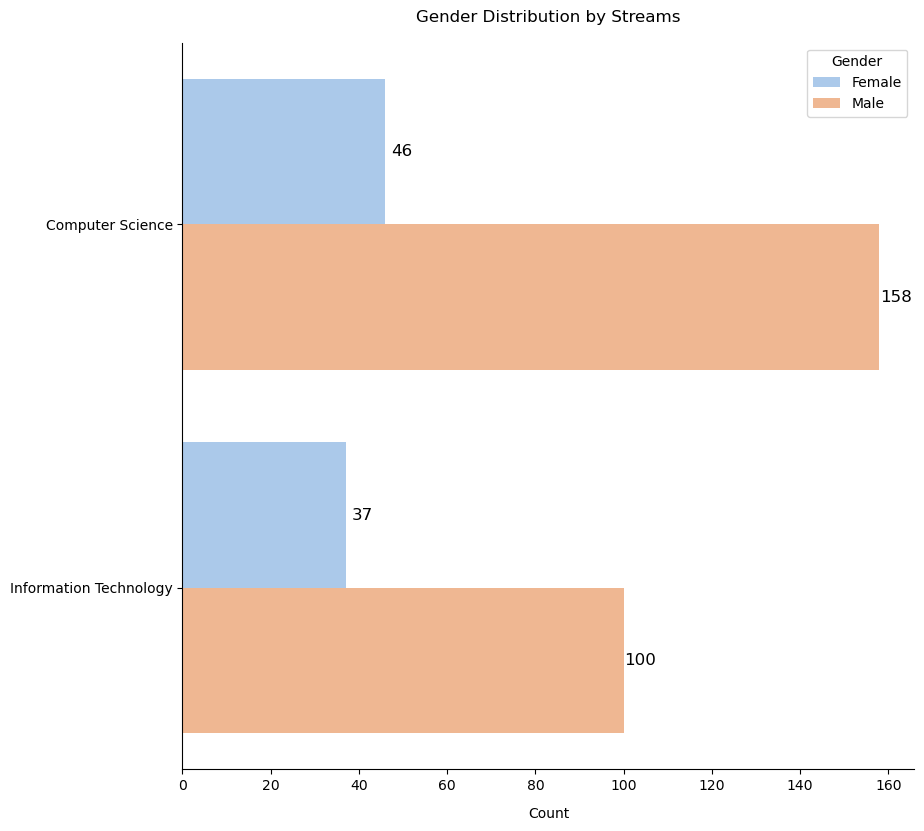 Gender Distribution by Streams
Gender
Female
Male
46
Computer Science
158
37
Information Technology
100
0 20 40 60 80 100 120 140 160
Count